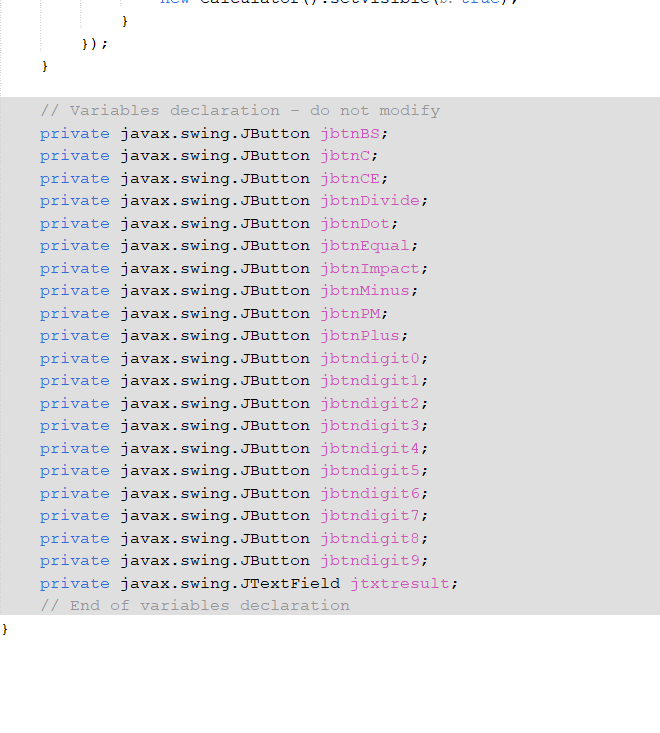 new Calculator().setVisible(b: true);
}
});
}
// Variables declaration - do not modify
private javax.swing.JButton jbtnBS;
private javax.swing.JButton jbtnC;
private javax.swing.JButton jbtnCE;
private javax.swing.JButton jbtnDivide;
private javax.swing.JButton jbtnDot;
private javax.swing.JButton jbtnEqual;
private javax.swing.JButton jbtnImpact;
private javax.swing.JButton jbtnMinus;
private javax.swing.JButton jbtnPM;
private javax.swing.JButton jbtnPlus;
private javax.swing.JButton jbtndigit0;
private javax.swing.JButton jbtndigit1;
private javax.swing.JButton jbtndigit2;
private javax.swing.JButton jbtndigit3;
private javax.swing.JButton jbtndigit4;
private javax.swing.JButton jbtndigit5;
private javax.swing.JButton jbtndigit6;
private javax.swing.JButton jbtndigit7;
private javax.swing.JButton jbtndigit8;
private javax.swing.JButton jbtndigit9;
private javax.swing.JTextField jtxtresult;
// End of variables declaration
}